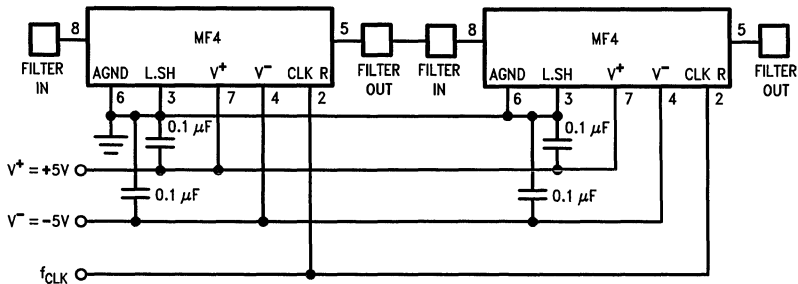 8
MF4
5
8
MF4
5
FILTER
IN
AGND L.SH V+ V− CLK R
FILTER
OUT
FILTER
IN
AGND L.SH V+ V− CLK R
FILTER
OUT
6 3 7 4 2
6 3 7 4 2
0.1 µF
0.1 µF
V+ = +5V
0.1 µF
0.1 µF
V− = −5V
fCLK